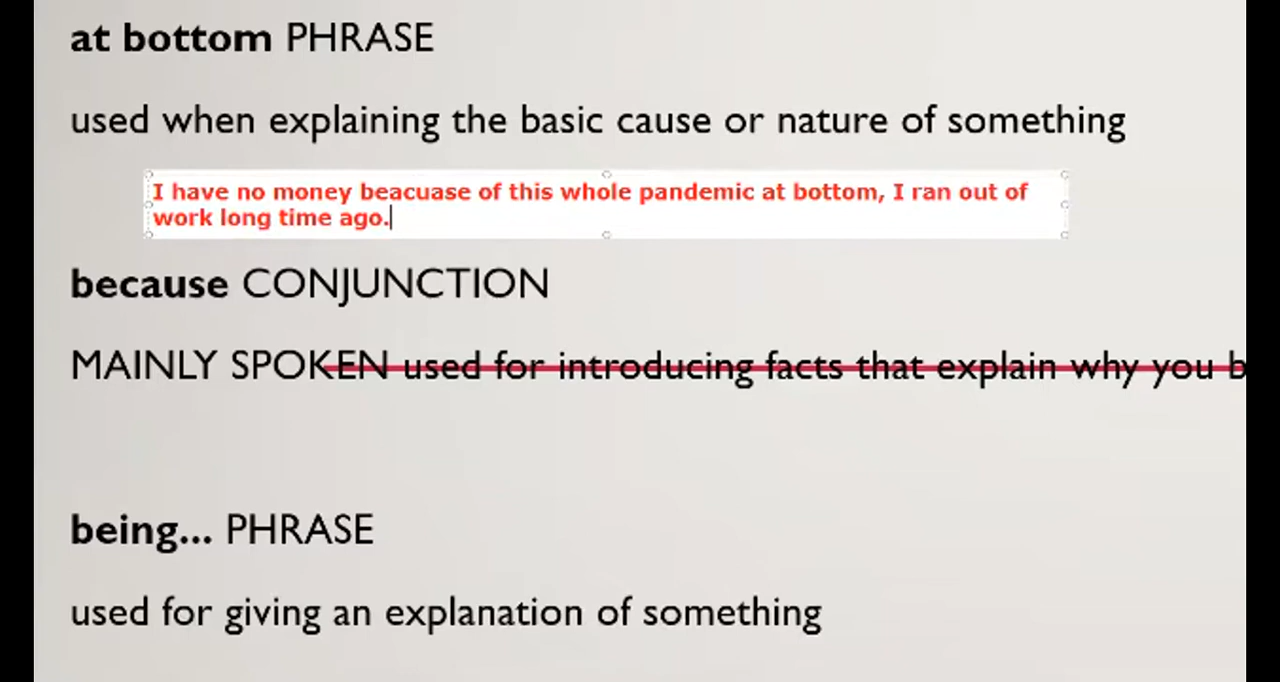 at bottom PHRASE
used when explaining the basic cause or nature of something
I have no money beacuase of this whole pandemic at bottom, I ran out of
work long time ago.
because CONJUNCTION
MAINLY SPOKEN used for introducing facts that explain why you b
being... PHRASE
used for giving an explanation of something